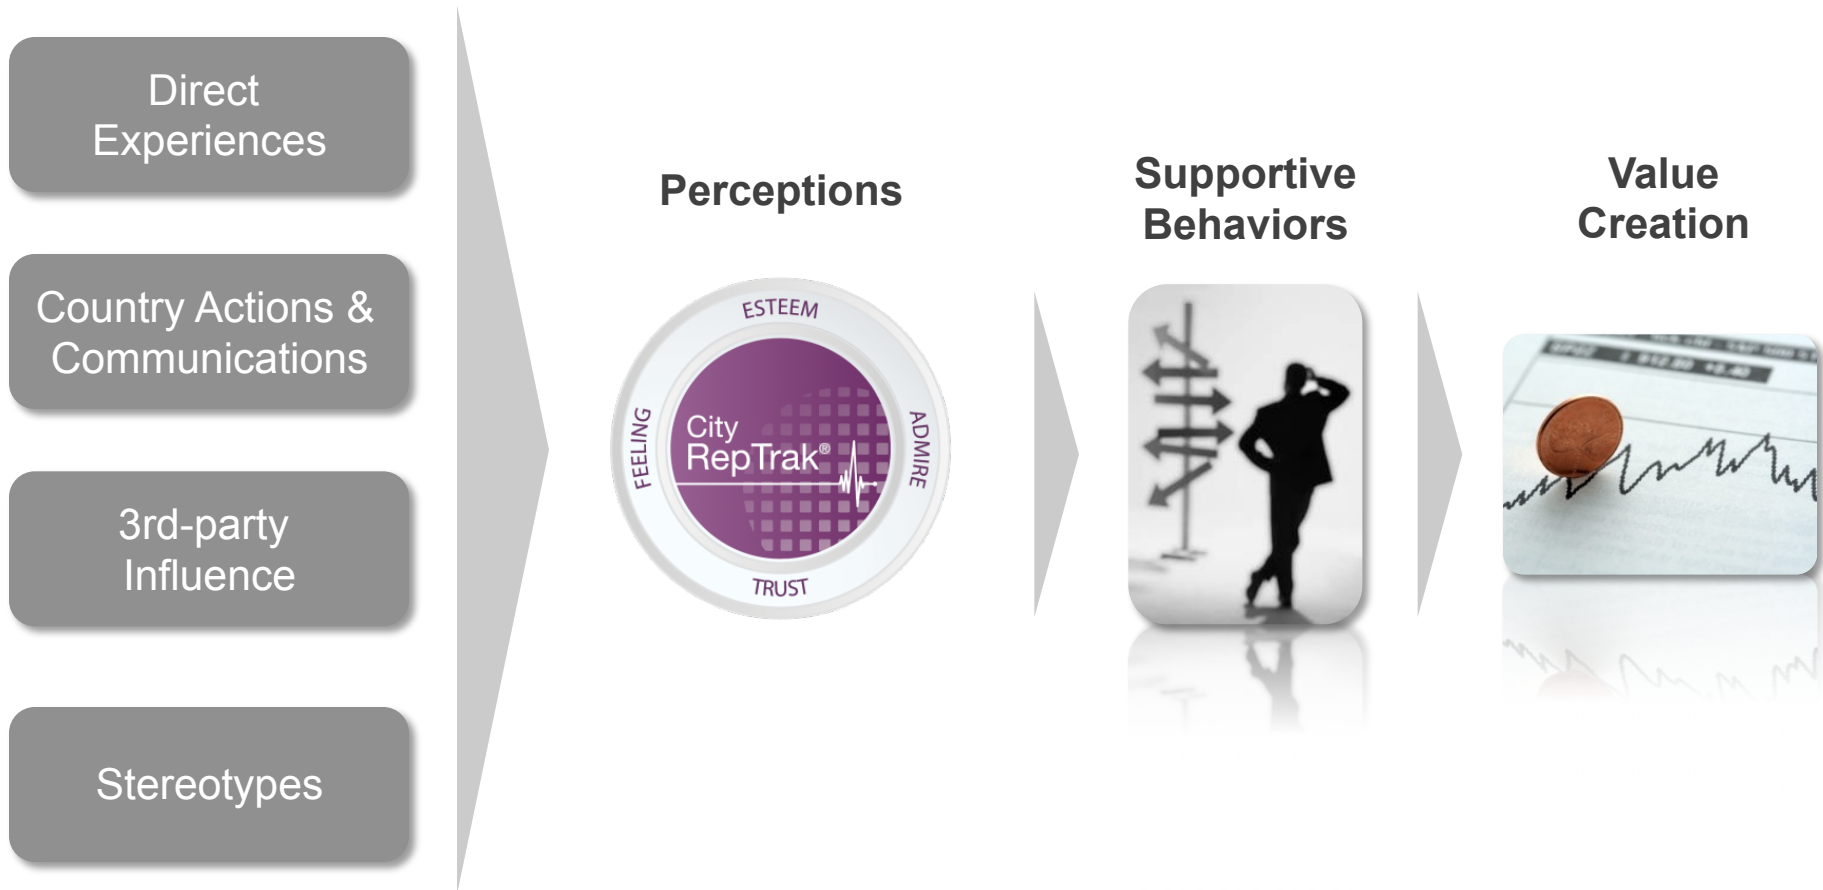 Direct
Experiences
Country Actions &
Communications
3rd-party
Influence
Stereotypes
Perceptions
ESTEEM
FEELING
ADMIRE
TRUST
City
RepTrak®
Supportive
Behaviors
Value
Creation